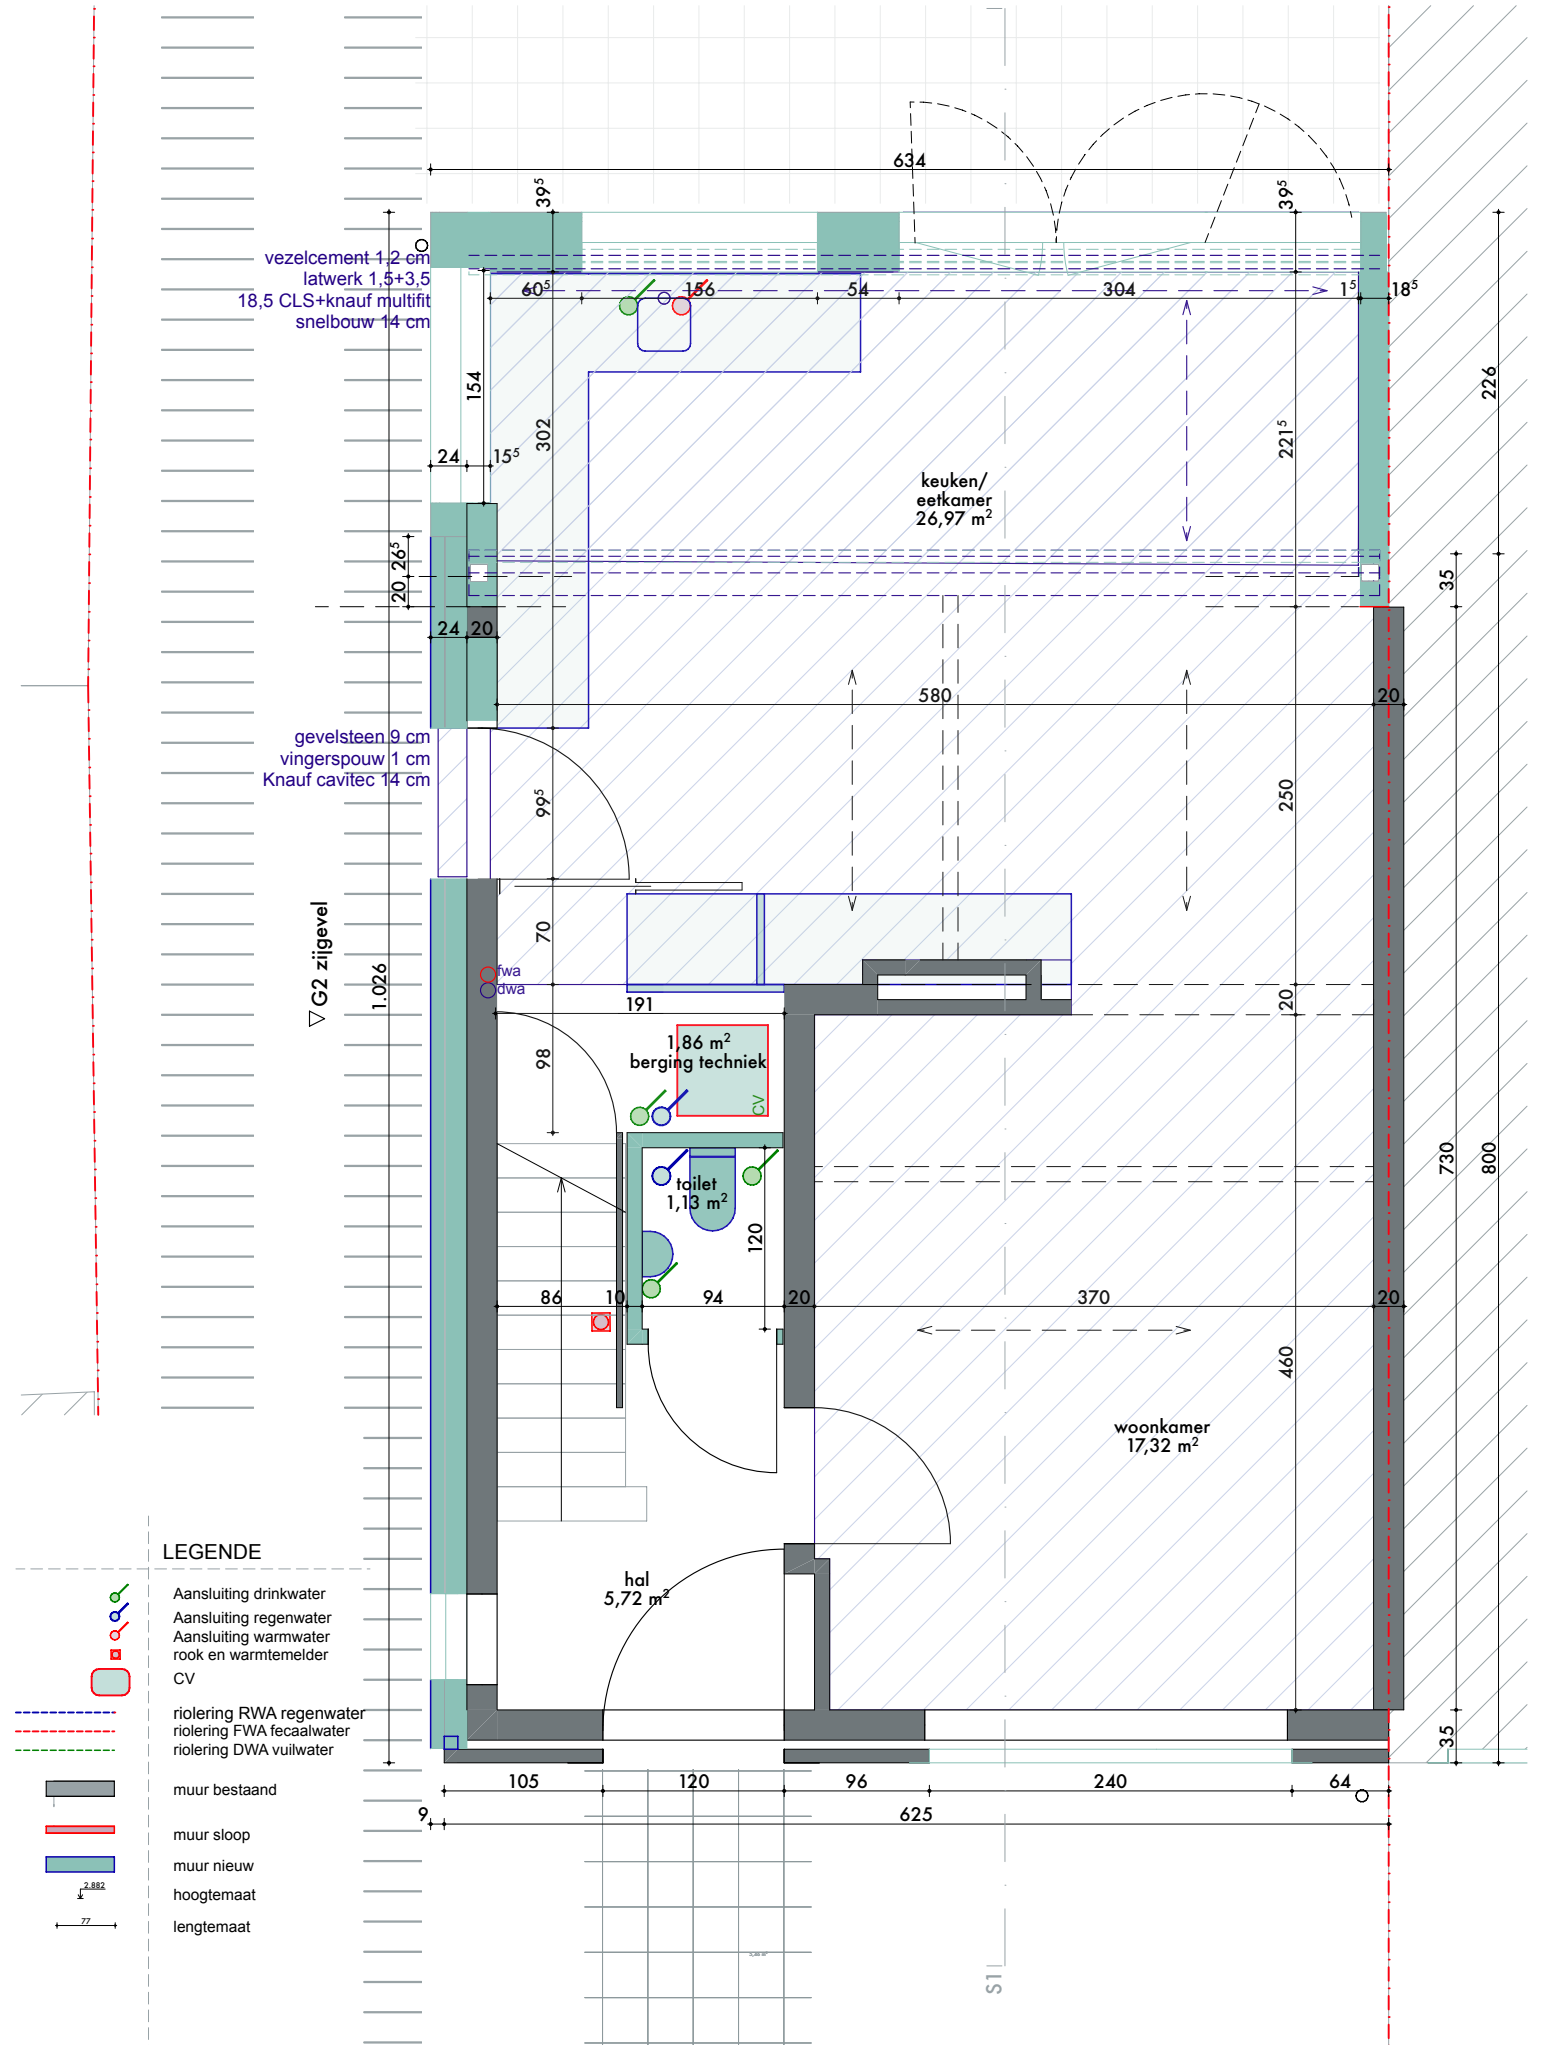 634
39⁵
39⁵
vezelcement 1,2 cm
latwerk 1,5+3,5
18,5 CLS+knauf multifit
snelbouw 14 cm
60⁵
156
54
304
1⁵
18⁵
154
302
221⁵
226
24
15⁵
keuken/
eetkamer
26,97 m²
26⁵
20
35
24
20
580
20
gevelsteen 9 cm
vingerspouw 1 cm
Knauf cavitec 14 cm
99⁵
250
70
G2 zijgevel
1.026
fwa
dwa
191
20
98
1,86 m²
berging techniek
CV
730
800
toilet
1,13 m²
120
86
10
94
20
370
20
460
woonkamer
17,32 m²
hal
5,72 m²
35
105
120
96
240
64
9
625
S1
LEGENDE
Aansluiting drinkwater
Aansluiting regenwater
Aansluiting warmwater
rook en warmtemelder
CV
riolering RWA regenwater
riolering FWA fecaalwater
riolering DWA vuilwater
muur bestaand
muur sloop
muur nieuw
2.882
hoogtemaat
77
lengtemaat